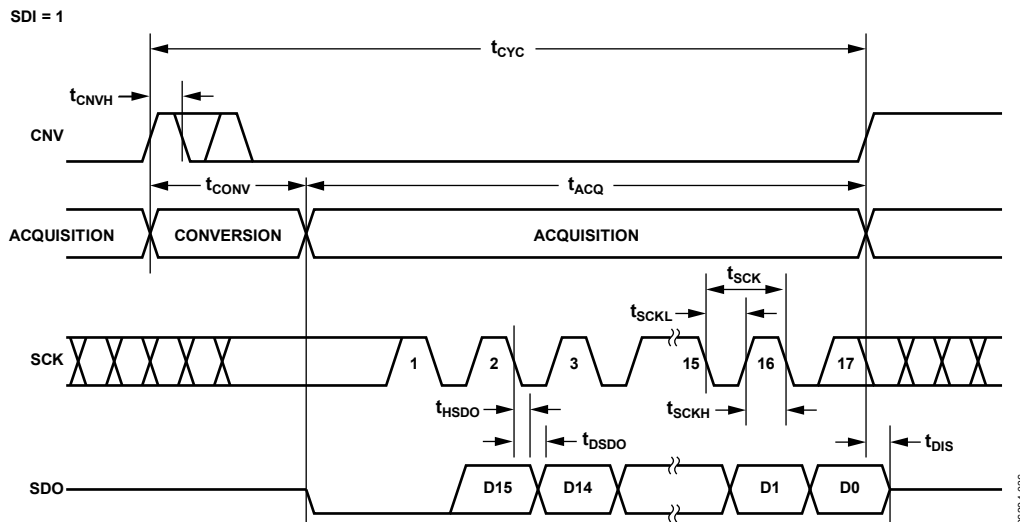 SDI = 1
tCYC
tCNVH
CNV
tCONV
tACQ
ACQUISITION
CONVERSION
ACQUISITION
tSCK
tSCKL
SCK
1
2
3
15
16
17
tHSDO
tSCKH
tDSDO
tDIS
SDO
D15
D14
D1
D0